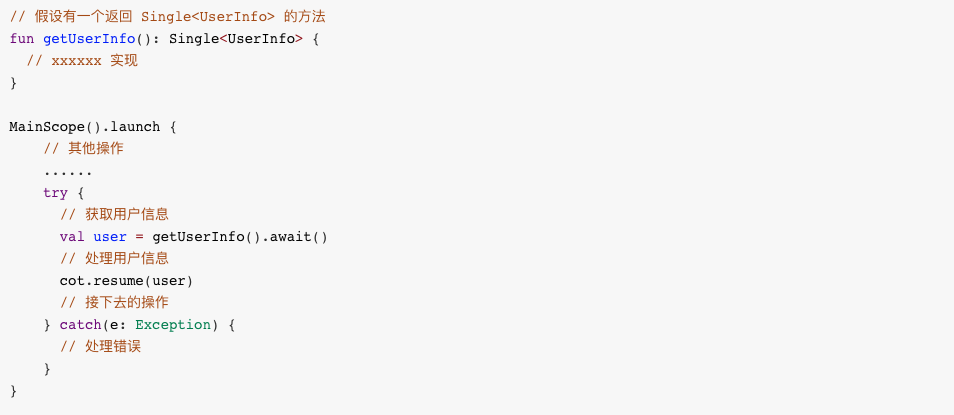 // 假设有一个返回 Single<UserInfo> 的方法
fun getUserInfo(): Single<UserInfo> {
  // xxxxxx 实现
}

MainScope().launch {
    // 其他操作
    ......
    try {
      // 获取用户信息
      val user = getUserInfo().await()
      // 处理用户信息
      cot.resume(user)
      // 接下去的操作
    } catch(e: Exception) {
      // 处理错误
    }
}